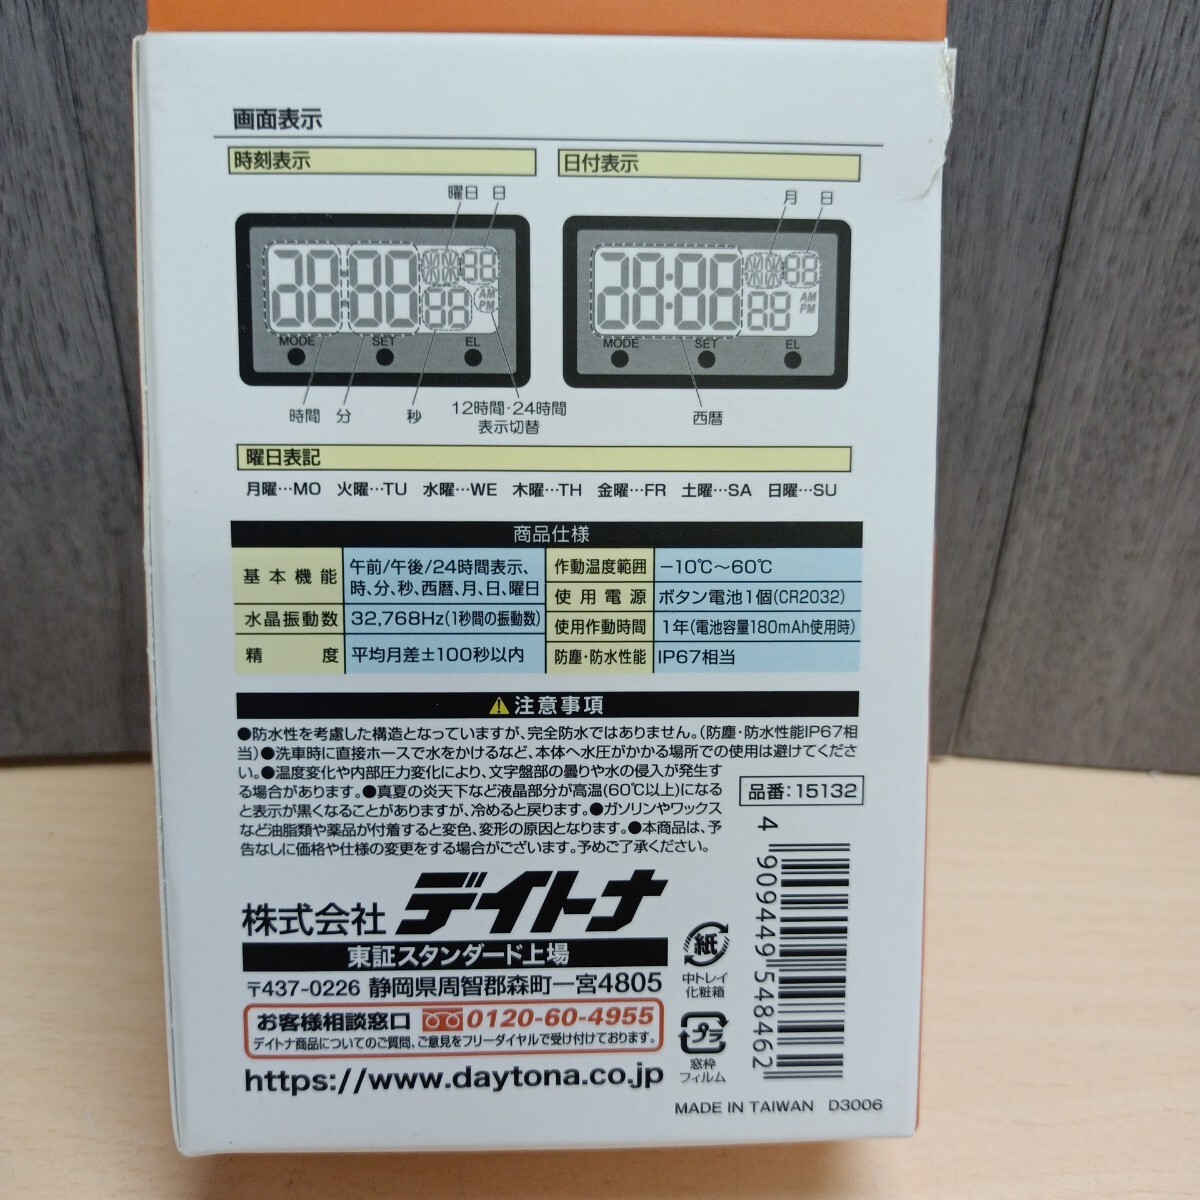 画面表示
時刻表示
曜日 日
AM
PM
MODE SET EL
時間 分 秒 12時間・24時間
表示切替
日付表示
月 日
AM
PM
MODE SET EL
西暦
曜日表記
月曜…MO 火曜…TU 水曜…WE 木曜…TH 金曜…FR 土曜…SA 日曜…SU
商品仕様
基本機能 午前/午後/24時間表示、
時、分、秒、西暦、月、日、曜日
水晶振動数 32,768Hz(1秒間の振動数)
精度 平均月差±100秒以内
作動温度範囲 −10℃〜60℃
使用電源 ボタン電池1個(CR2032)
使用作動時間 1年(電池容量180mAh使用時)
防塵・防水性能 IP67相当
注意事項
●防水性を考慮した構造となっていますが、完全防水ではありません。(防塵・防水性能IP67相
当)●洗車時に直接ホースで水をかけるなど、本体へ水圧がかかる場所での使用は避けてくださ
い。●温度変化や内部圧力変化により、文字盤部の曇りや水の侵入が発生す
る場合があります。●真夏の炎天下など液晶部分が高温(60℃以上)になる
と表示が黒くなることがありますが、冷めると戻ります。●ガソリンやワックス
など油脂類や薬品が付着すると変色、変形の原因となります。●本商品は、予
告なしに価格や仕様の変更をする場合がございます。予めご了承ください。
品番:15132
4 909449 548462
株式会社 デイトナ
東証スタンダード上場
〒437-0226 静岡県周智郡森町一宮4805
お客様相談窓口 0120-60-4955
デイトナ商品についてのご質問、ご意見をフリーダイヤルで受け付けております。
https://www.daytona.co.jp
紙
中トレイ
化粧箱
プラ
窓枠
フィルム
MADE IN TAIWAN D3006